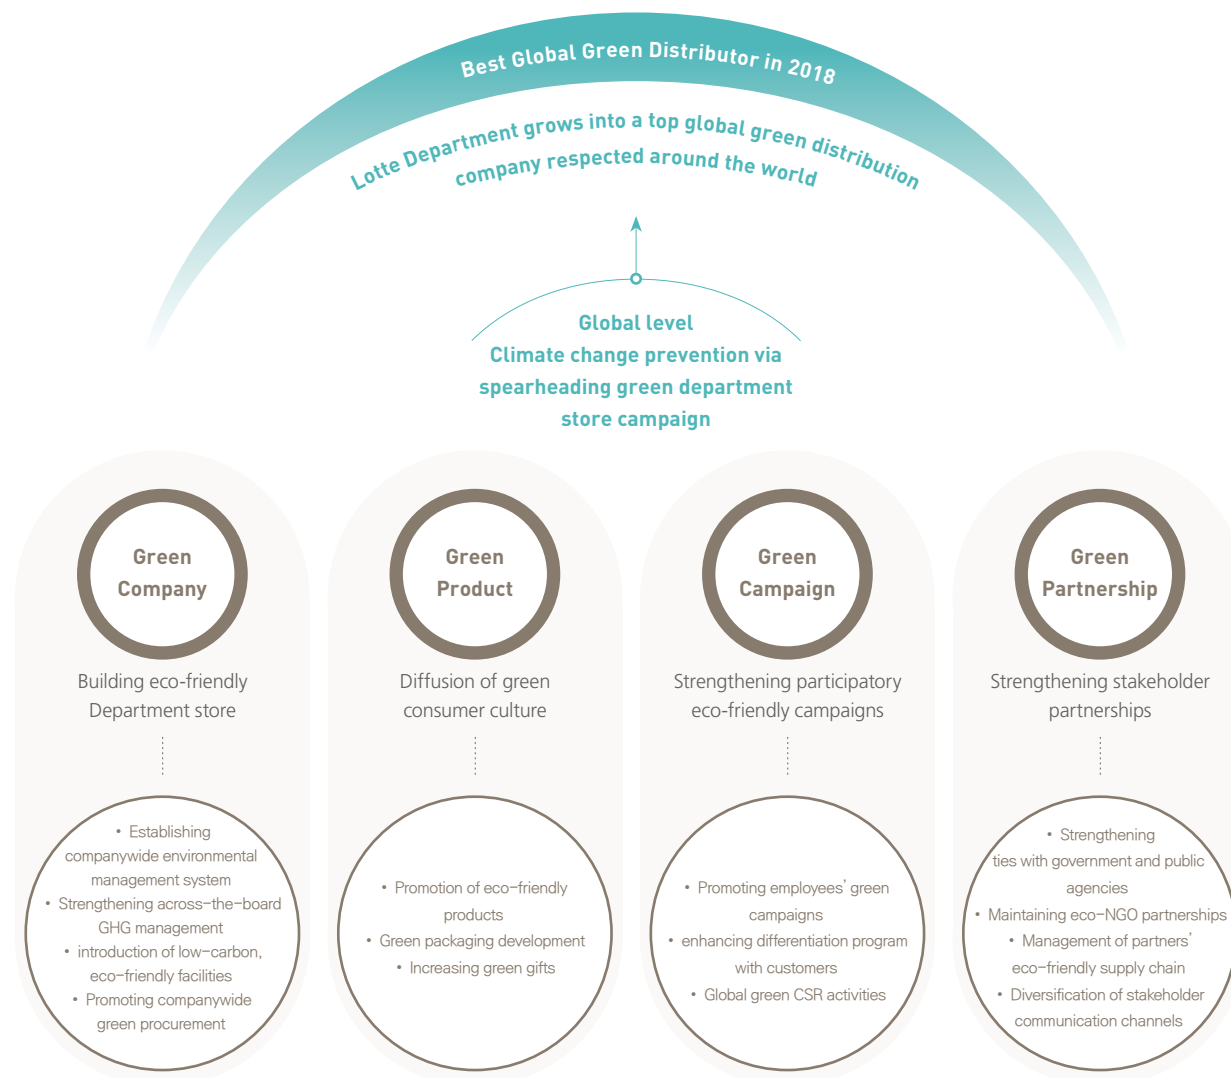 Best Global Green Distributor in 2018
Lotte Department grows into a top global green distribution
company respected around the world
Global level
Climate change prevention via
spearheading green department
store campaign
Green
Company
Building eco-friendly
Department store
• Establishing
companywide environmental
management system
• Strengthening across-the-board
GHG management
• introduction of low-carbon,
eco-friendly facilities
• Promoting companywide
green procurement
Green
Product
Diffusion of green
consumer culture
• Promotion of eco-friendly
products
• Green packaging development
• Increasing green gifts
Green
Campaign
Strengthening participatory
eco-friendly campaigns
• Promoting employees' green
campaigns
• enhancing differentiation program
with customers
• Global green CSR activities
Green
Partnership
Strengthening stakeholder
partnerships
• Strengthening
ties with government and public
agencies
• Maintaining eco-NGO partnerships
• Management of partners'
eco-friendly supply chain
• Diversification of stakeholder
communication channels